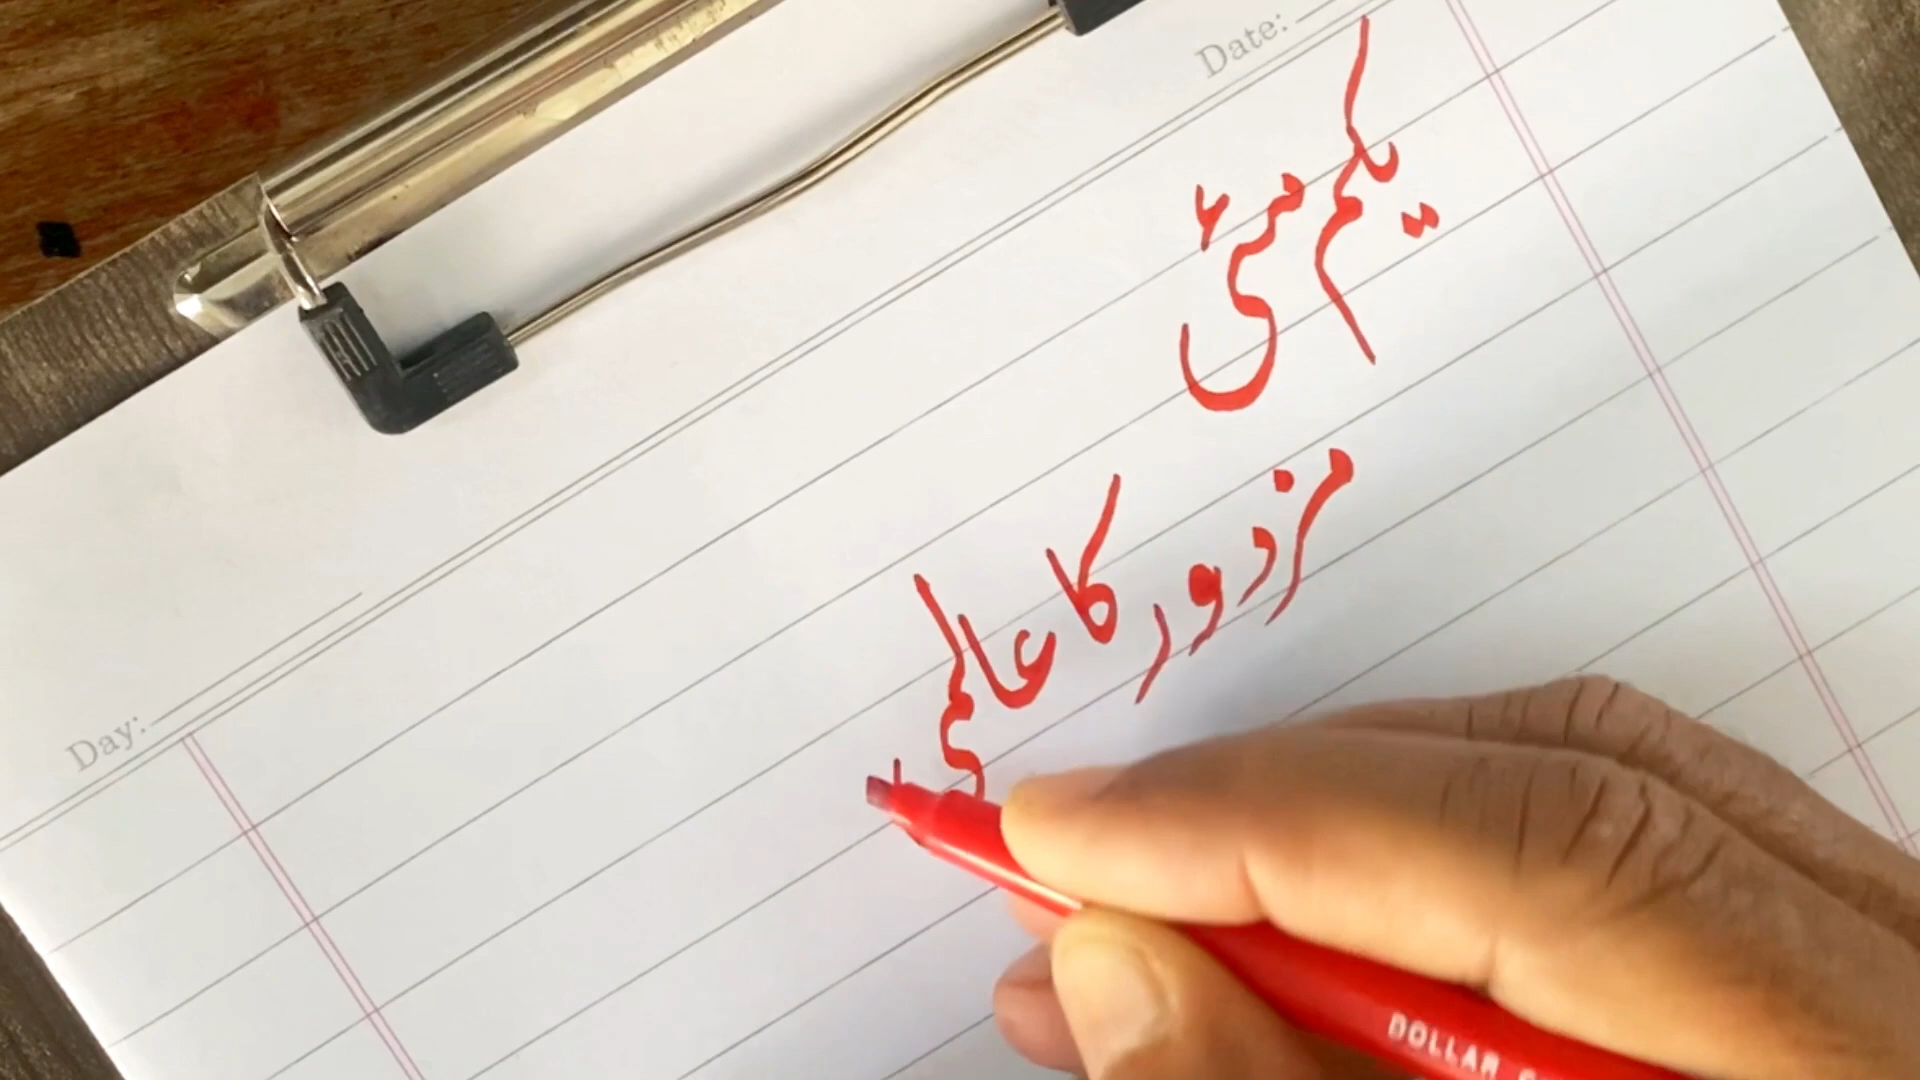 Date:
یکم مئی
مزدور کا عالمی
Day:
DOLLAR